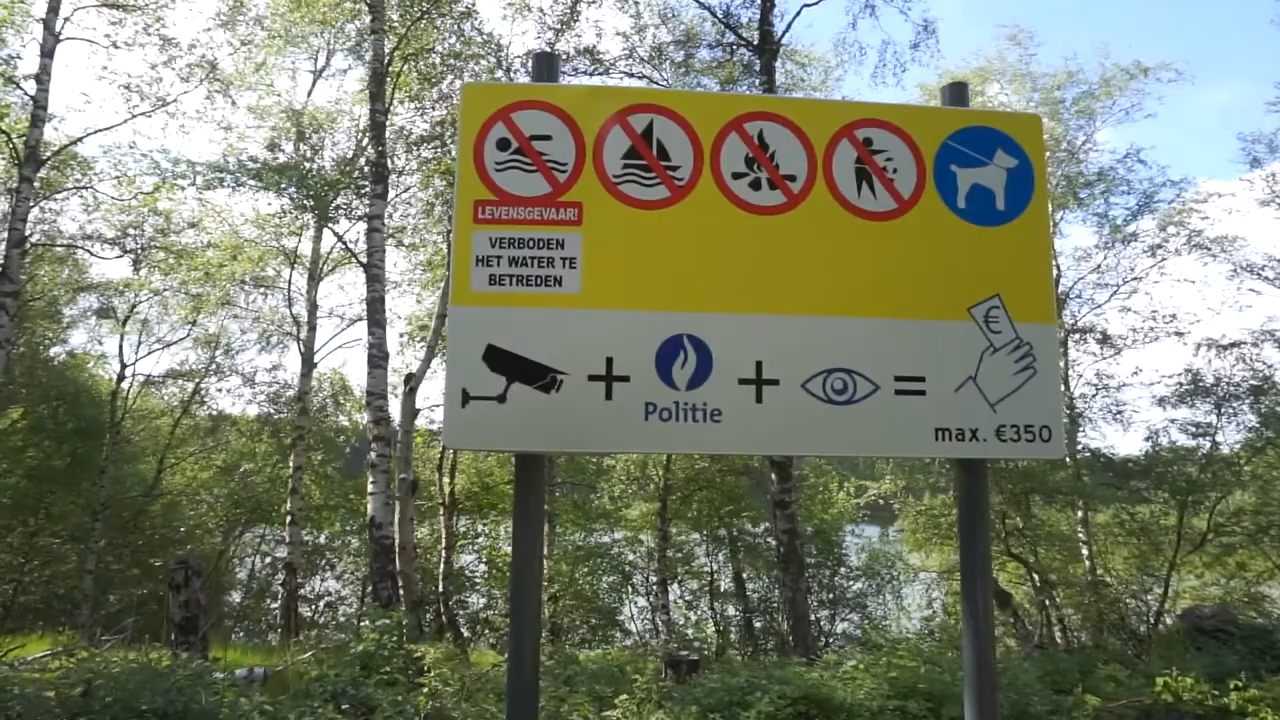 LEVENSGEVAAR!
VERBODEN
HET WATER TE
BETREDEN
€
+ Politie + =
max. €350